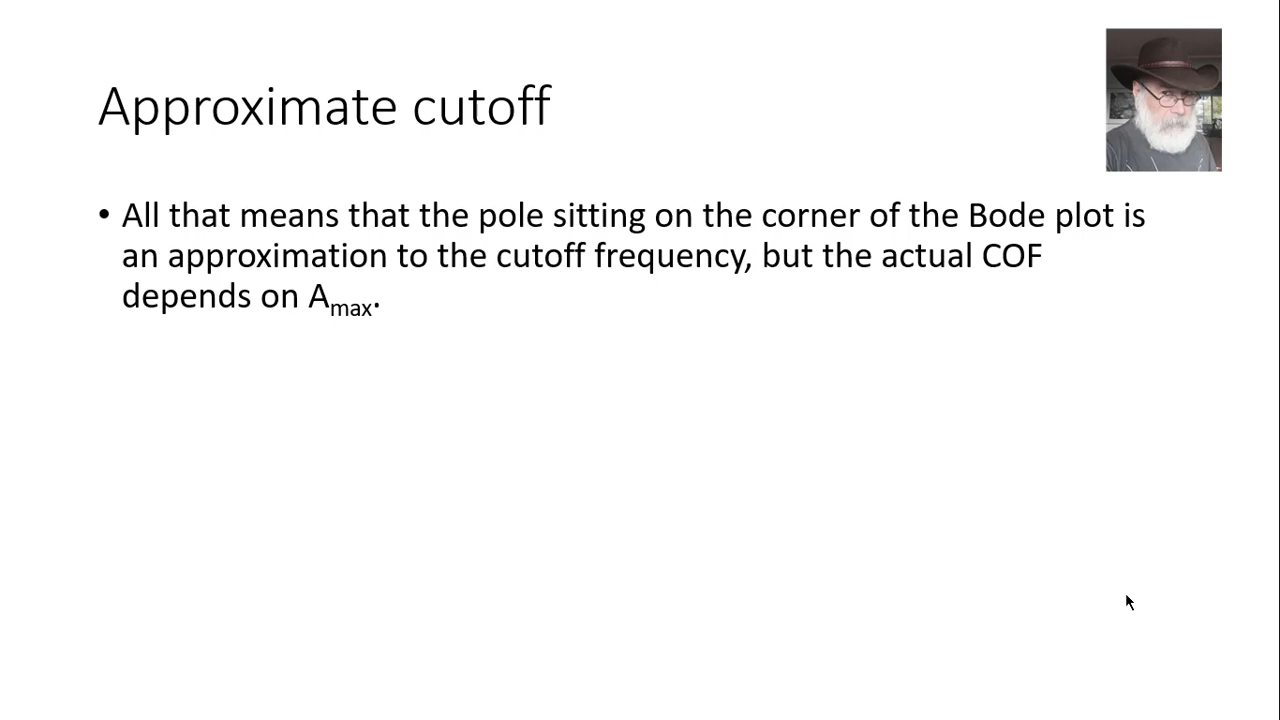 Approximate cutoff
• All that means that the pole sitting on the corner of the Bode plot is
an approximation to the cutoff frequency, but the actual COF
depends on Amax.